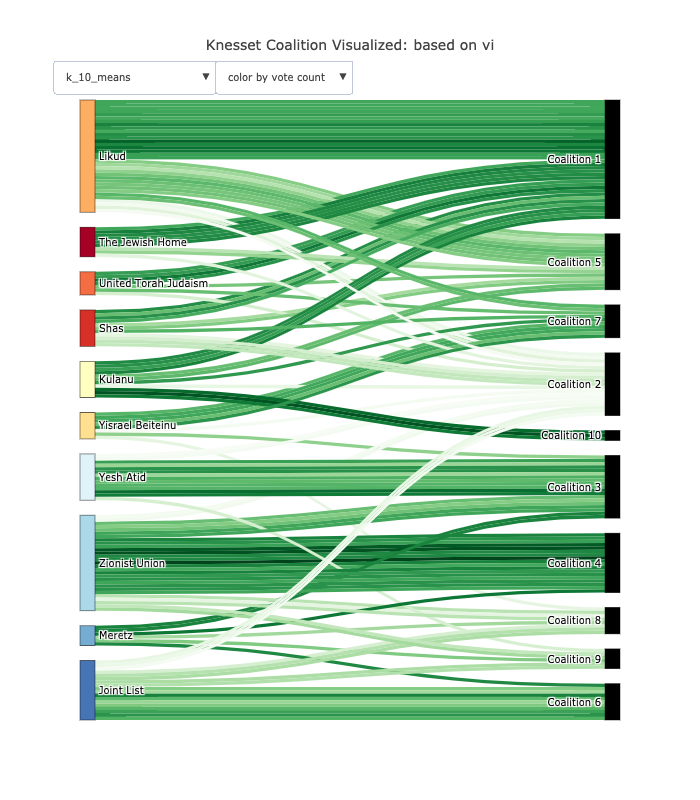 Knesset Coalition Visualized: based on vi
k_10_means
color by vote count
Likud
The Jewish Home
United Torah Judaism
Shas
Kulanu
Yisrael Beiteinu
Yesh Atid
Zionist Union
Meretz
Joint List
Coalition 1
Coalition 5
Coalition 7
Coalition 2
Coalition 10
Coalition 3
Coalition 4
Coalition 8
Coalition 9
Coalition 6